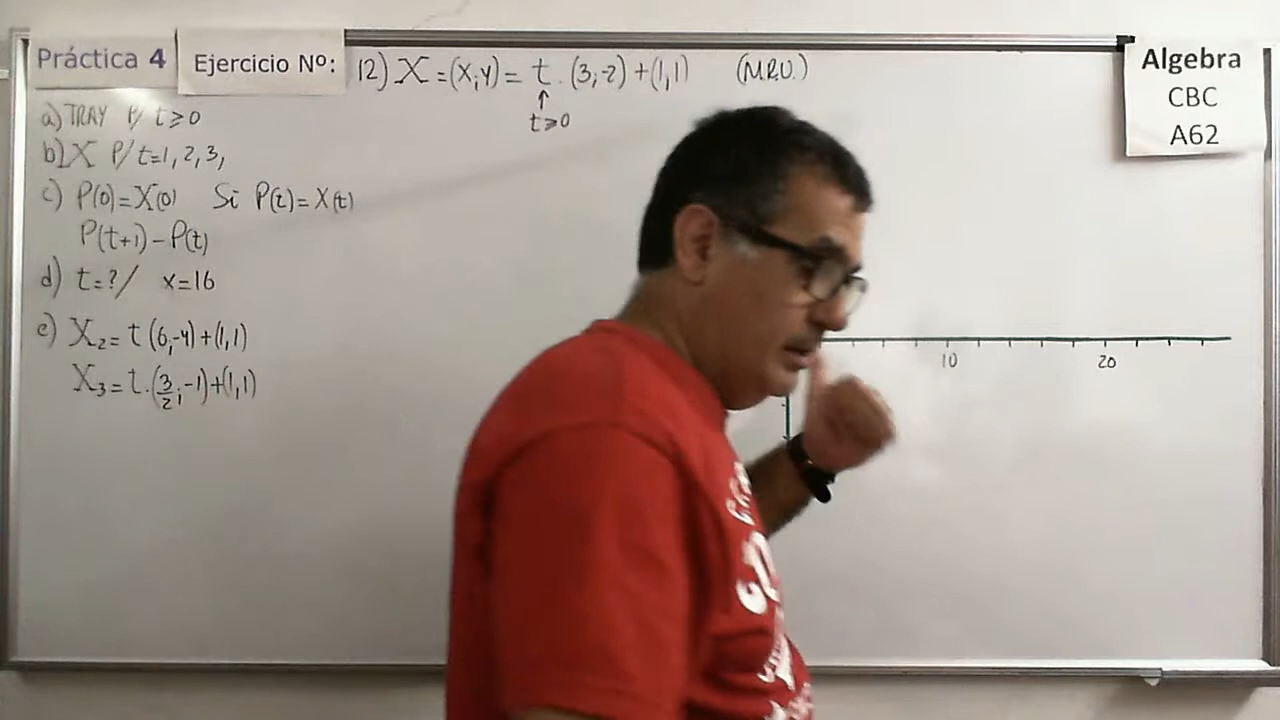 Práctica 4
Ejercicio Nº:
12) X = (x;y) = t . (3;-2) + (1,1) (M.R.U.)
↑
t≥0
Algebra
CBC
A62
a) TRAY P/ t≥0
b) X P/ t=1, 2, 3,
c) P(0)=X(0) Si P(t)=X(t)
P(t+1)-P(t)
d) t=?/ x=16
e) X₂= t (6,-4)+(1,1)
X₃= t.(3/2;-1)+(1,1)
10 20